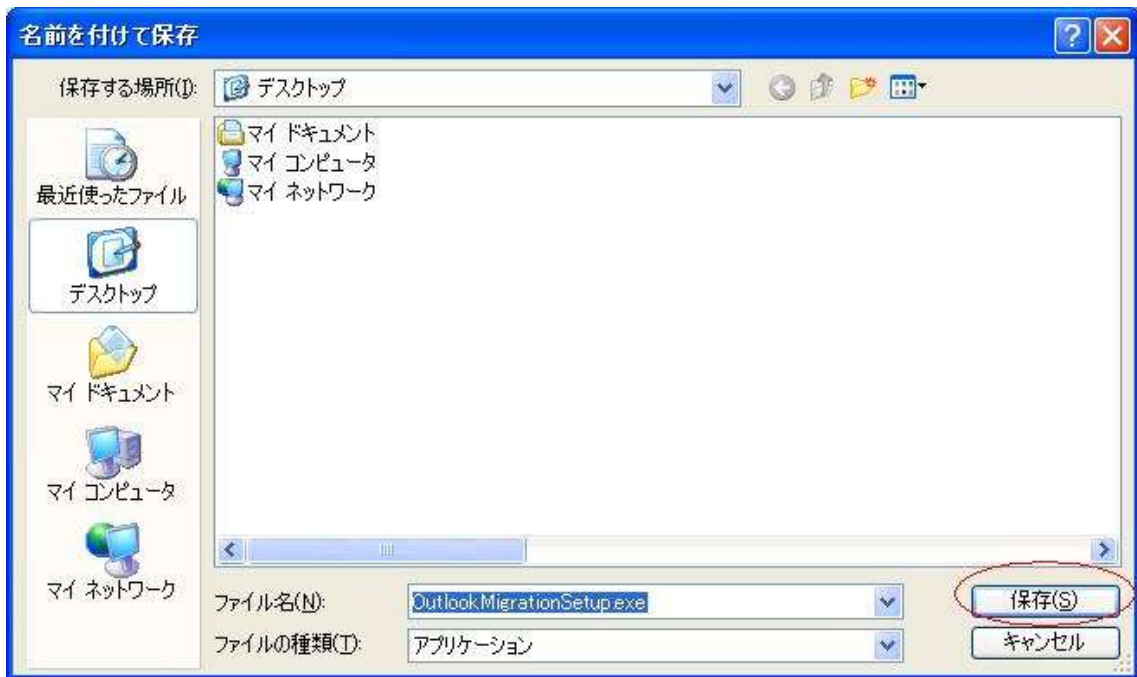 名前を付けて保存
保存する場所(I):
デスクトップ
最近使ったファイル
デスクトップ
マイ ドキュメント
マイ コンピュータ
マイ ネットワーク
マイ ドキュメント
マイ コンピュータ
マイ ネットワーク
ファイル名(N):
OutlookMigrationSetup.exe
保存(S)
ファイルの種類(T):
アプリケーション
キャンセル